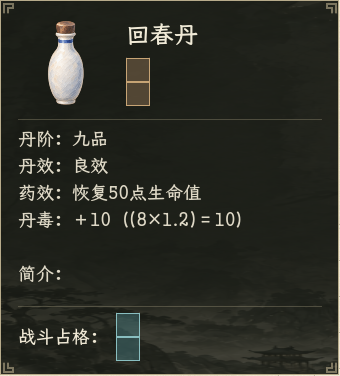 回春丹
丹阶：九品
丹效：良效
药效：恢复50点生命值
丹毒：+10 ((8×1.2)=10)
简介：
战斗占格：